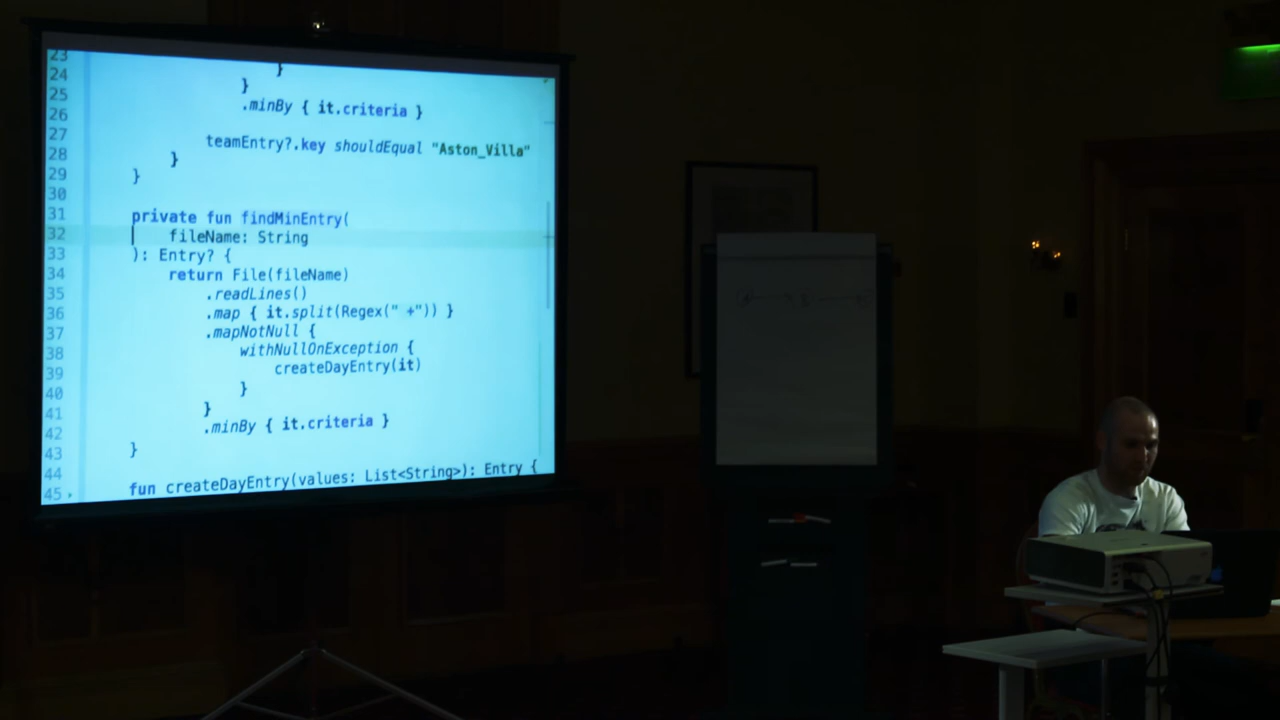 23
24 }
25 }
26 .minBy { it.criteria }
27
28 teamEntry?.key shouldEqual "Aston_Villa"
29 }
30 }
31 private fun findMinEntry(
32 fileName: String
33 ): Entry? {
34 return File(fileName)
35 .readLines()
36 .map { it.split(Regex(" +")) }
37 .mapNotNull {
38 withNullOnException {
39 createDayEntry(it)
40 }
41 }
42 .minBy { it.criteria }
43 }
44
45 fun createDayEntry(values: List<String>): Entry {